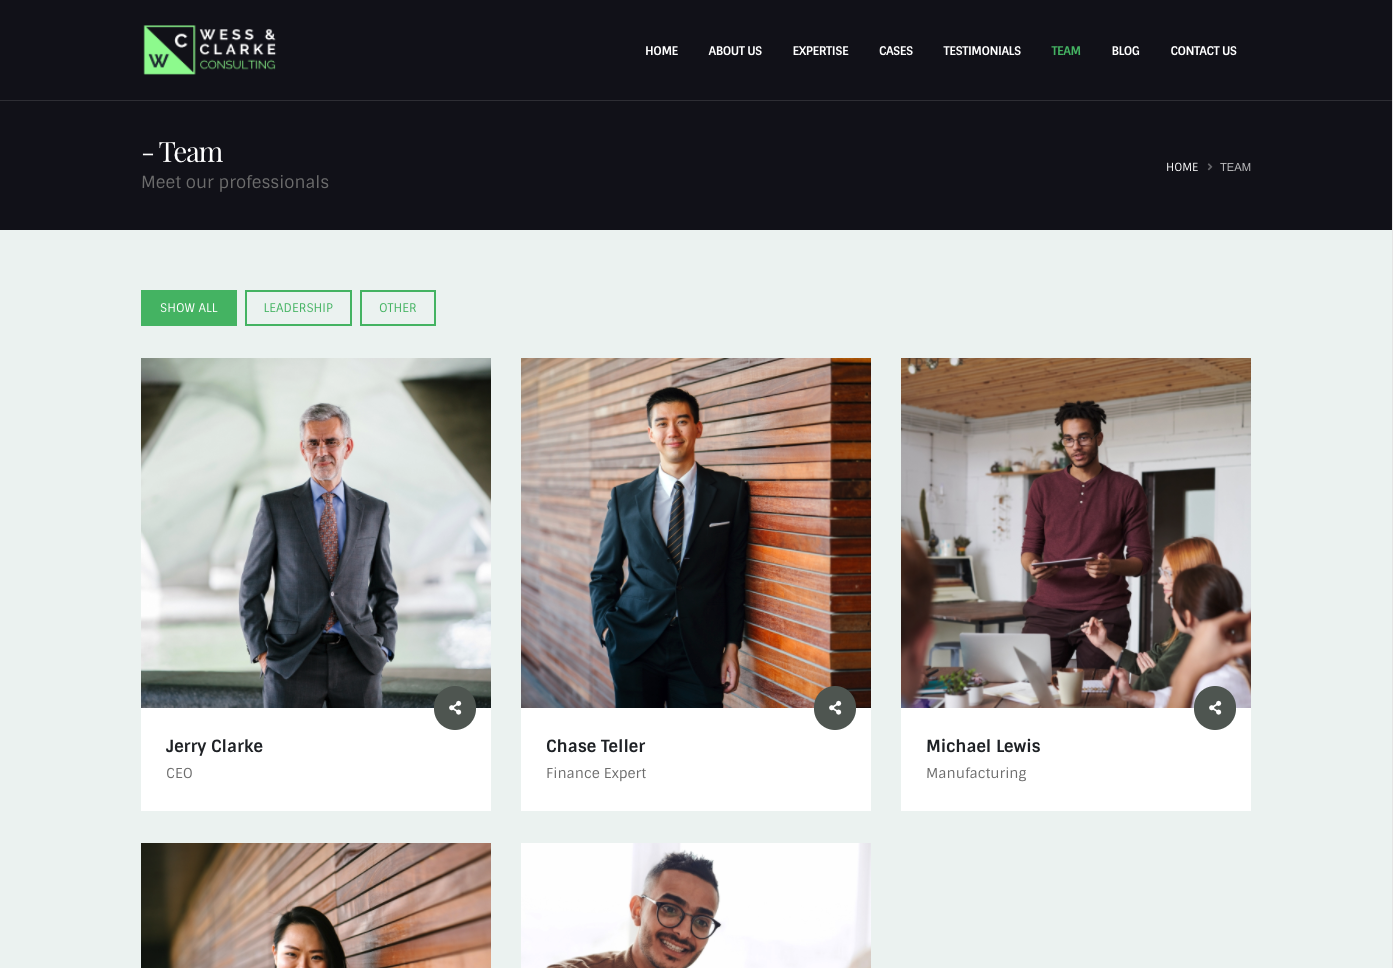 WESS &
CLARKE
CONSULTING
W C
HOME ABOUT US EXPERTISE CASES TESTIMONIALS TEAM BLOG CONTACT US
– Team
Meet our professionals
HOME > TEAM
SHOW ALL LEADERSHIP OTHER
Jerry Clarke
CEO
Chase Teller
Finance Expert
Michael Lewis
Manufacturing